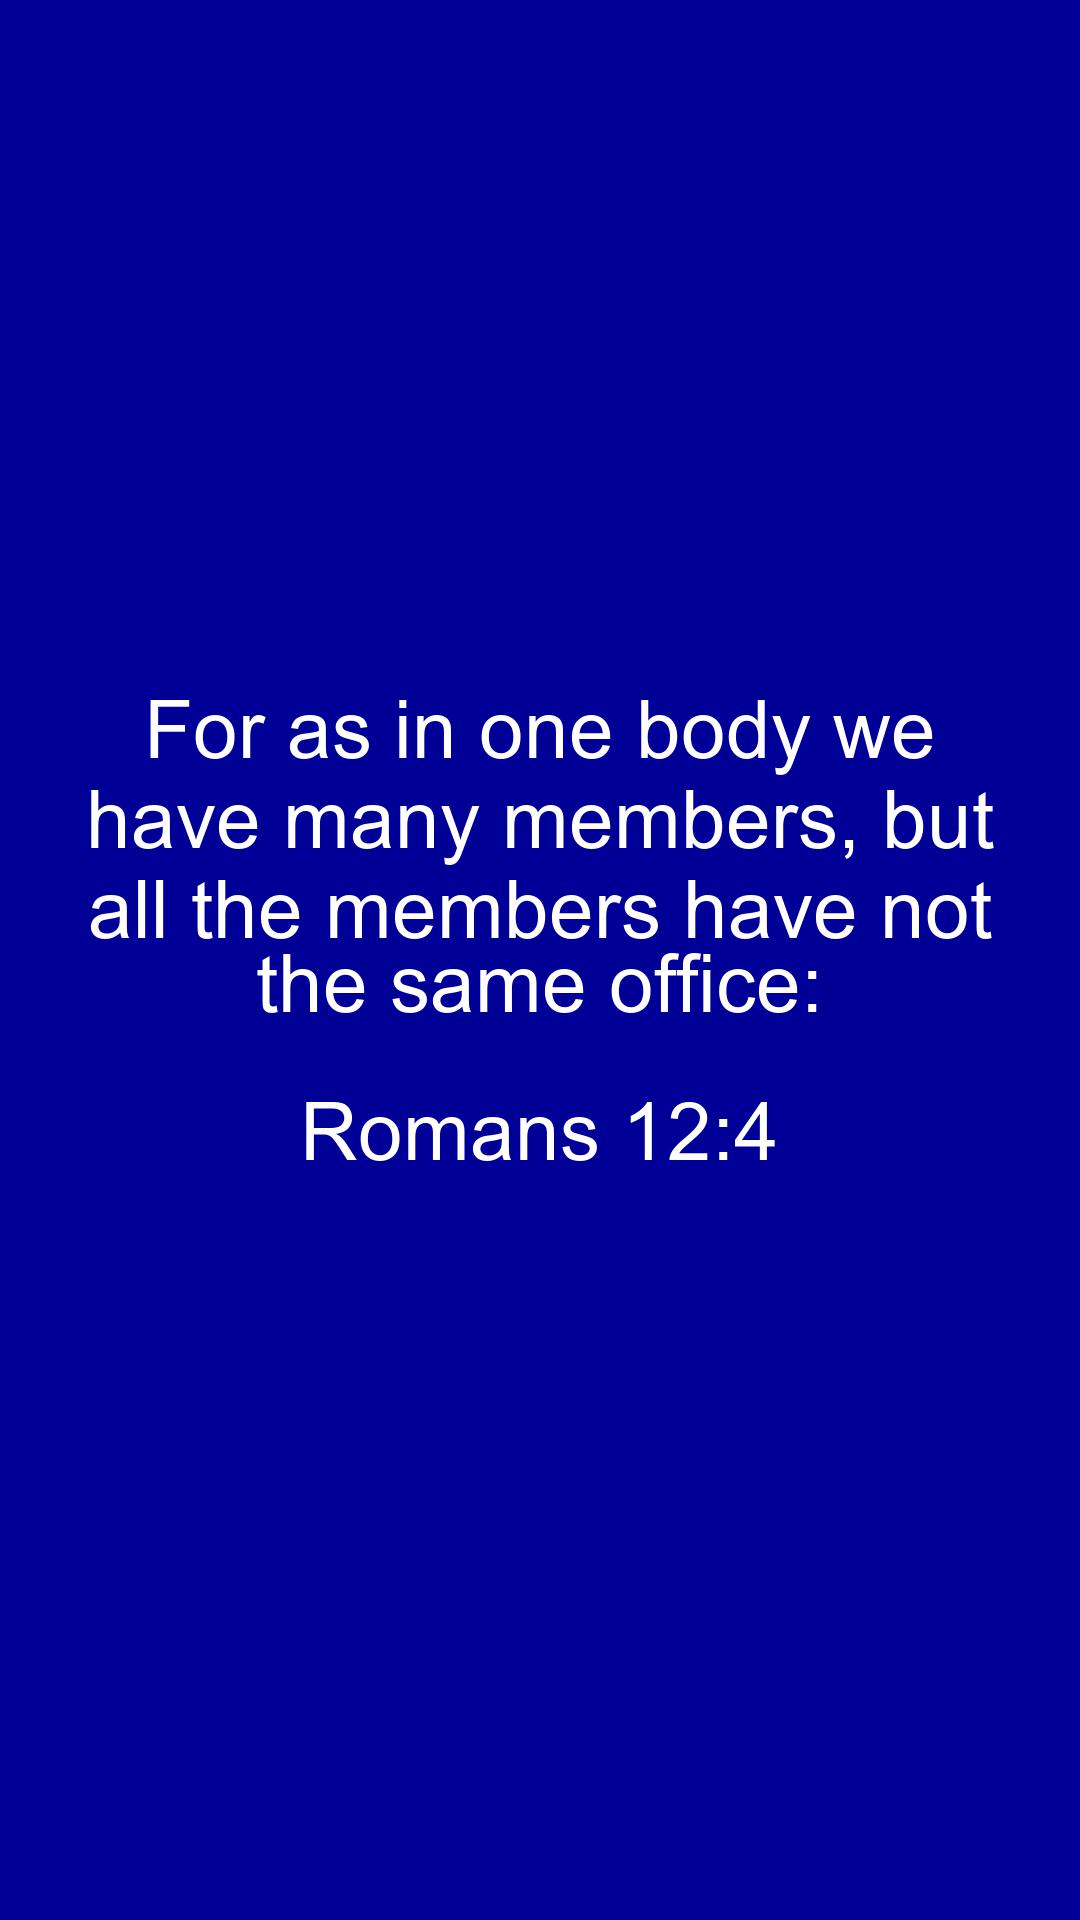 For as in one body we
have many members, but
all the members have not
the same office:
Romans 12:4